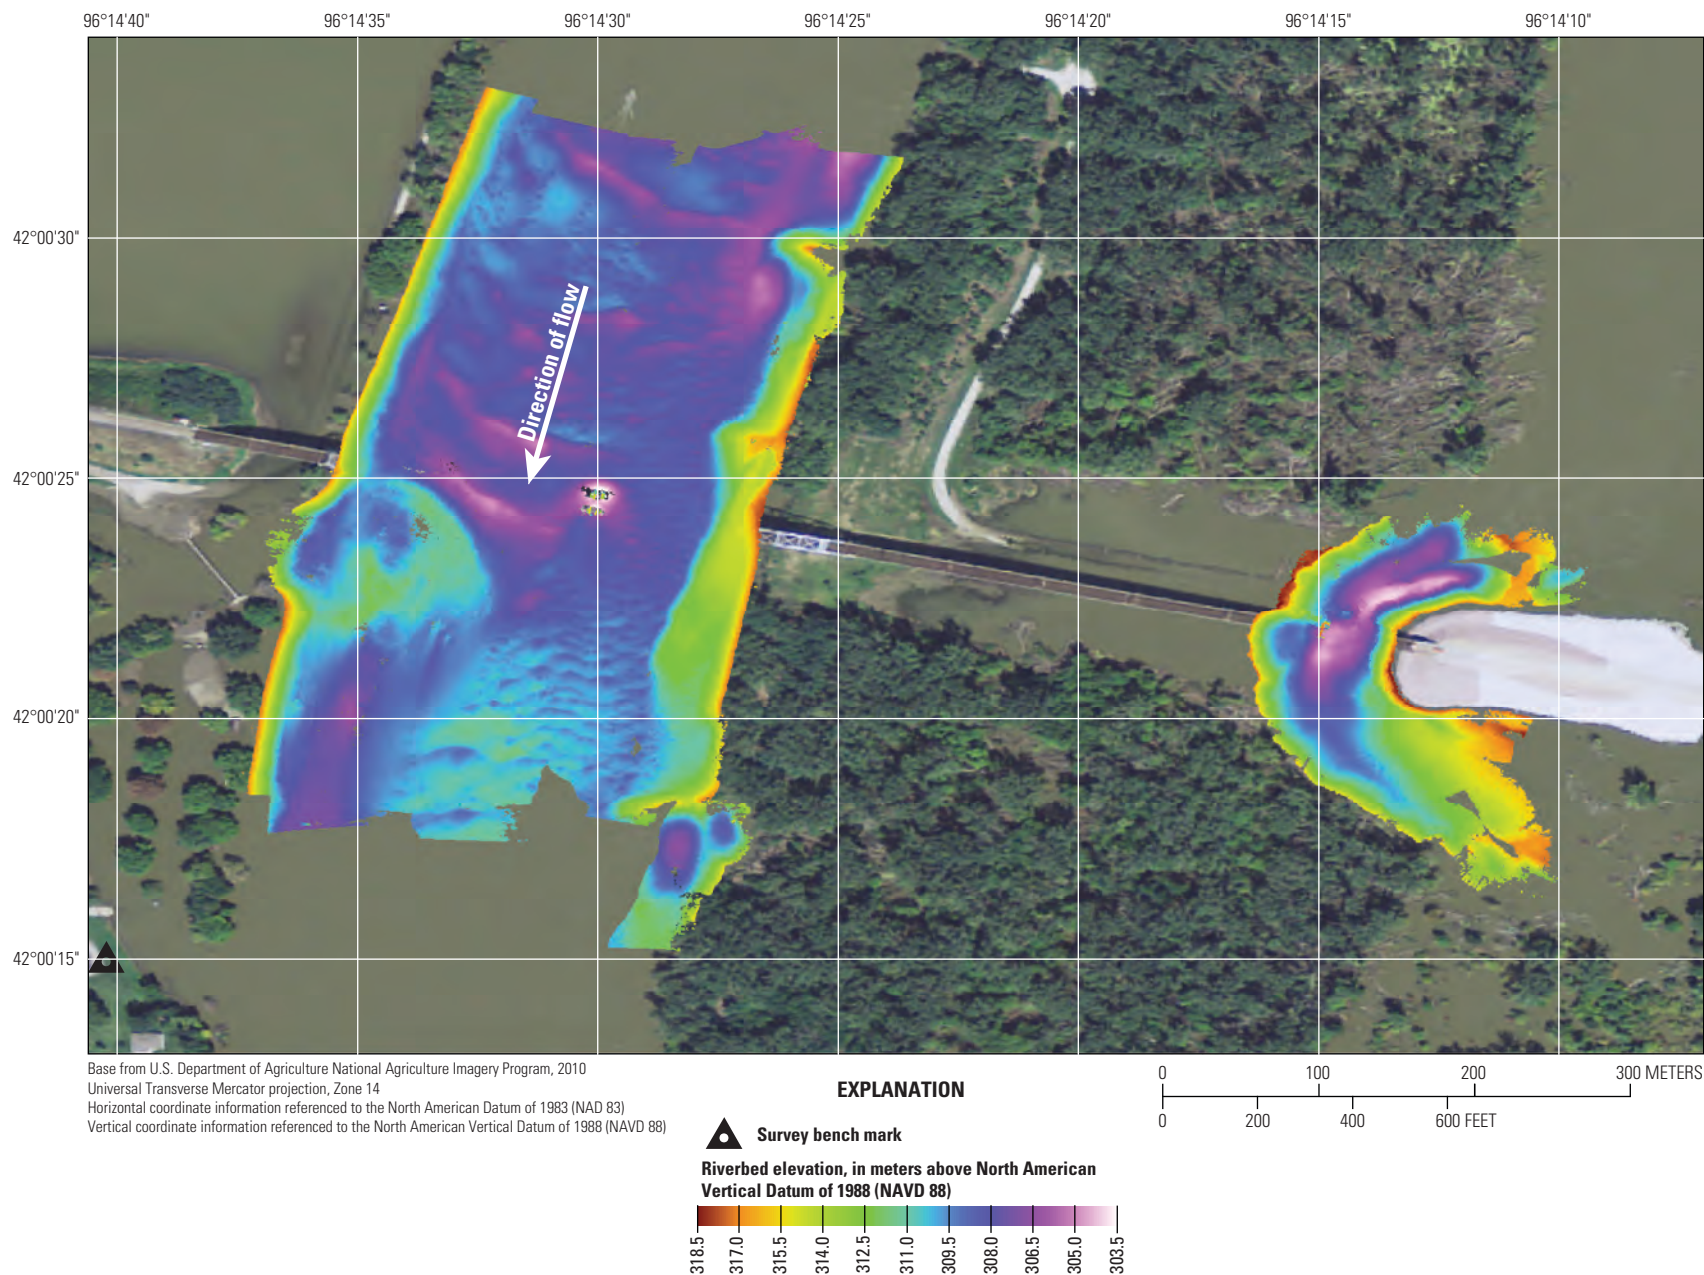 96°14'40" 96°14'35" 96°14'30" 96°14'25" 96°14'20" 96°14'15" 96°14'10"
42°00'30"
Direction of flow
42°00'25"
42°00'20"
42°00'15"
Base from U.S. Department of Agriculture National Agriculture Imagery Program, 2010
Universal Transverse Mercator projection, Zone 14
Horizontal coordinate information referenced to the North American Datum of 1983 (NAD 83)
Vertical coordinate information referenced to the North American Vertical Datum of 1988 (NAVD 88)
EXPLANATION
Survey bench mark
Riverbed elevation, in meters above North American
Vertical Datum of 1988 (NAVD 88)
318.5 317.0 315.5 314.0 312.5 311.0 309.5 308.0 306.5 305.0 303.5
0 100 200 300 METERS
0 200 400 600 FEET